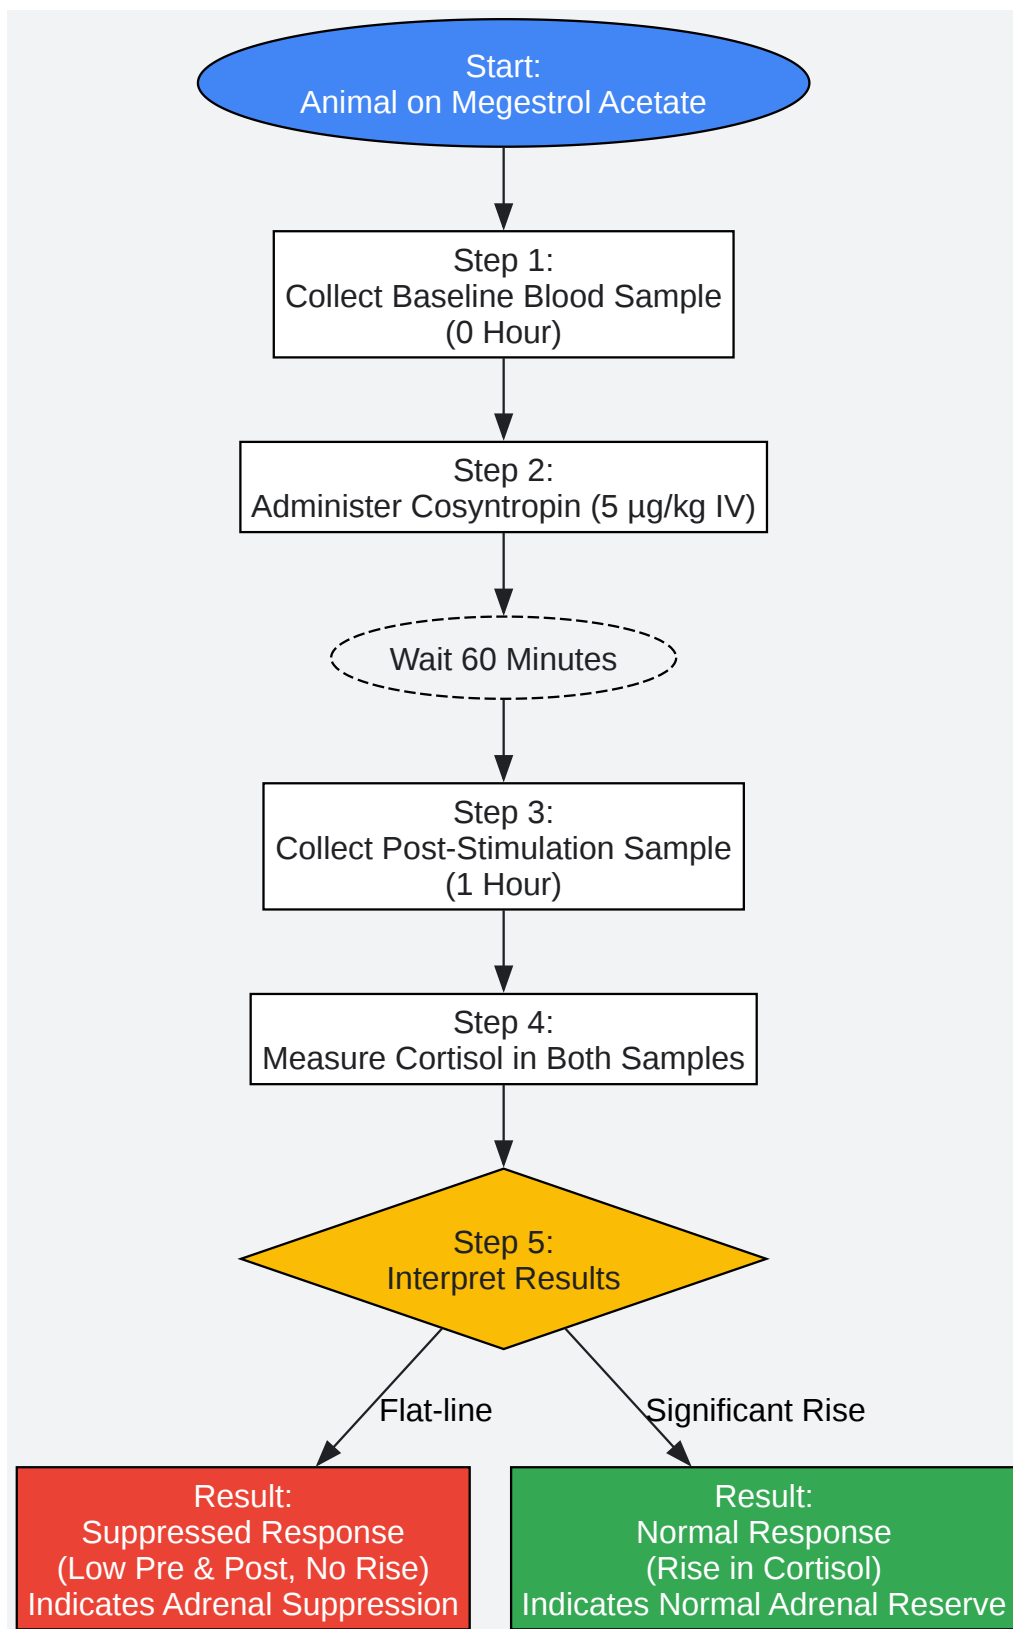 Start:
Animal on Megestrol Acetate
Step 1:
Collect Baseline Blood Sample
(0 Hour)
Step 2:
Administer Cosyntropin (5 µg/kg IV)
Wait 60 Minutes
Step 3:
Collect Post-Stimulation Sample
(1 Hour)
Step 4:
Measure Cortisol in Both Samples
Step 5:
Interpret Results
Flat-line
Significant Rise
Result:
Suppressed Response
(Low Pre & Post, No Rise)
Indicates Adrenal Suppression
Result:
Normal Response
(Rise in Cortisol)
Indicates Normal Adrenal Reserve